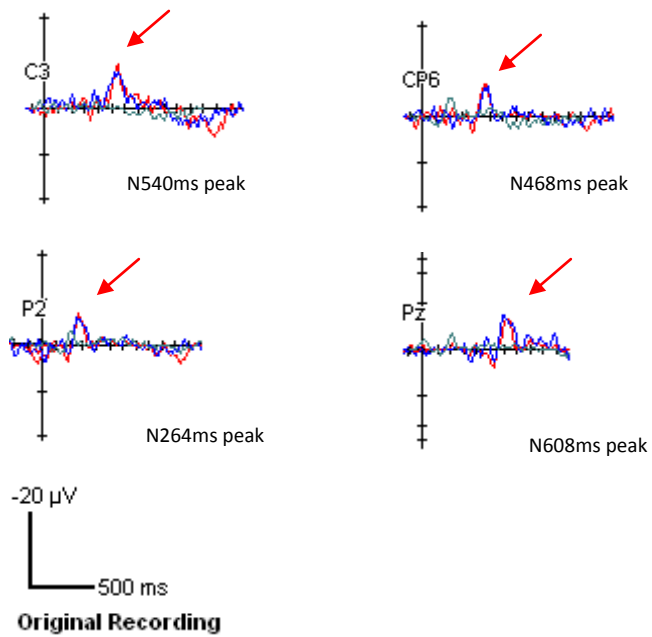 C3
N540ms peak
CP6
N468ms peak
P2
N264ms peak
Pz
N608ms peak
-20 µV
500 ms
Original Recording